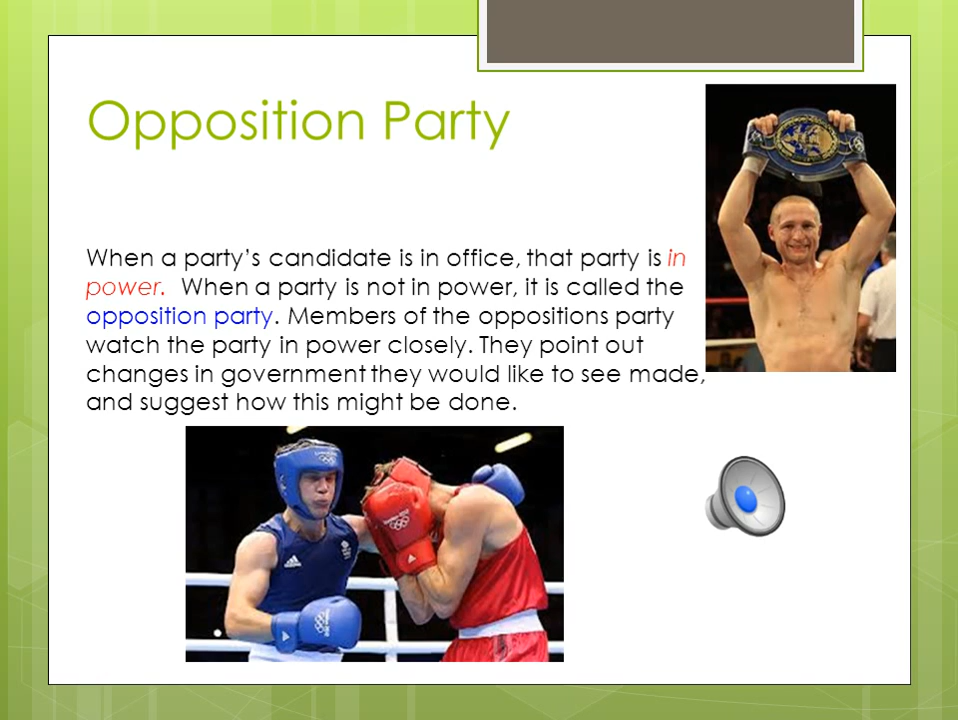 Opposition Party
When a party's candidate is in office, that party is in
power. When a party is not in power, it is called the
opposition party. Members of the oppositions party
watch the party in power closely. They point out
changes in government they would like to see made,
and suggest how this might be done.